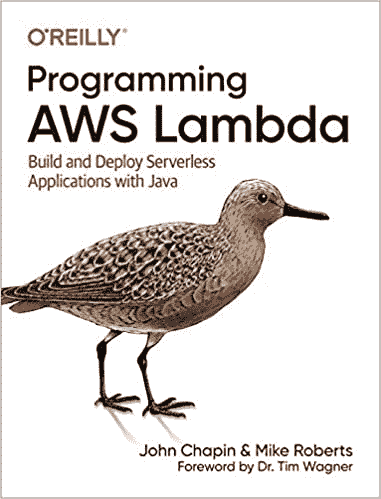 O'REILLY®
Programming
AWS Lambda
Build and Deploy Serverless
Applications with Java
John Chapin & Mike Roberts
Foreword by Dr. Tim Wagner